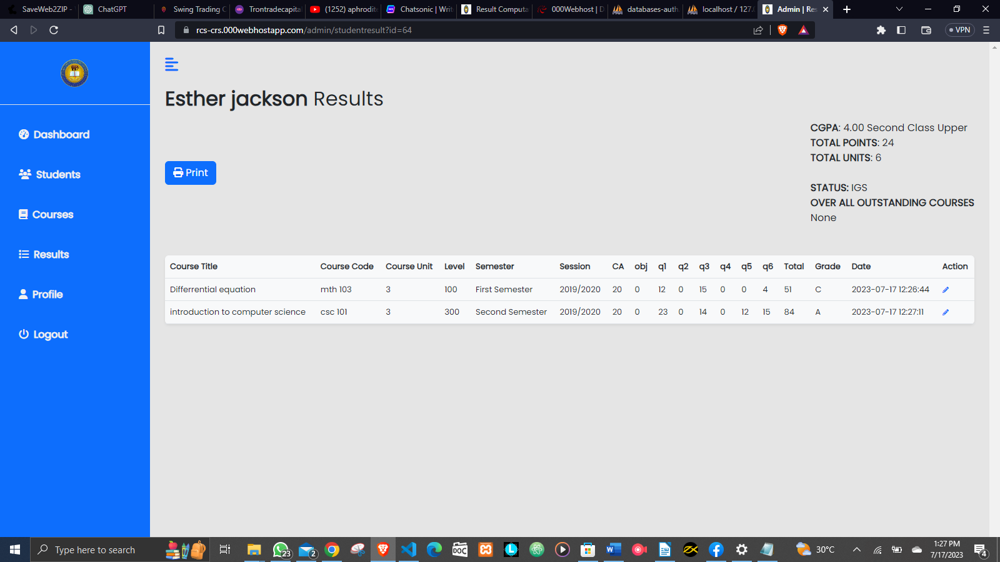 SaveWeb2ZIP -
ChatGPT
Swing Trading C
Trontradecapita
(1252) aphrodit
Chatsonic | Writ
Result Computa
000Webhost | D
databases-auth.
localhost / 127.
Admin | Res
rcs-crs.000webhostapp.com/admin/studentresult?id=64
VPN
Esther jackson Results
CGPA: 4.00 Second Class Upper
TOTAL POINTS: 24
TOTAL UNITS: 6
STATUS: IGS
OVER ALL OUTSTANDING COURSES
None
Print
Dashboard
Students
Courses
Results
Profile
Logout
Course Title Course Code Course Unit Level Semester Session CA obj q1 q2 q3 q4 q5 q6 Total Grade Date Action
Differrential equation mth 103 3 100 First Semester 2019/2020 20 0 12 0 15 0 0 4 51 C 2023-07-17 12:26:44
introduction to computer science csc 101 3 300 Second Semester 2019/2020 20 0 23 0 14 0 12 15 84 A 2023-07-17 12:27:11
Type here to search
23
2
DOC
30°C
1:27 PM
7/17/2023
4